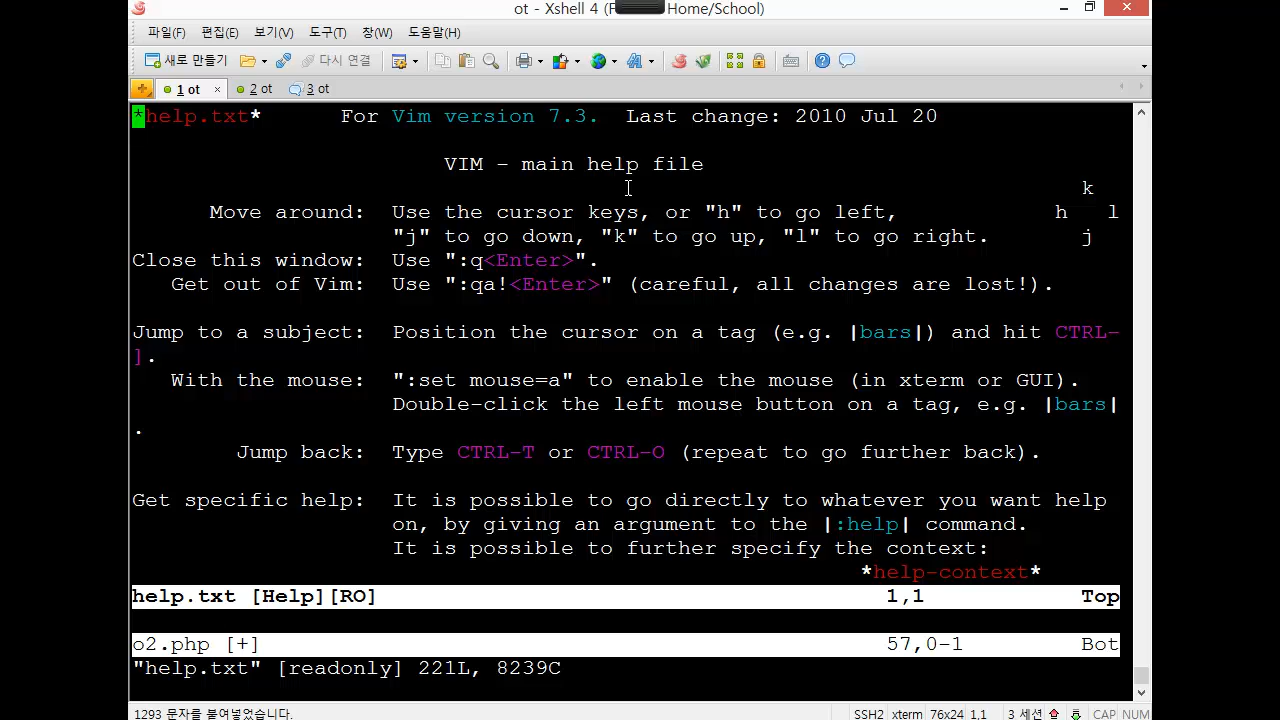 ot - Xshell 4 (F Home/School)
파일(F) 편집(E) 보기(V) 도구(T) 창(W) 도움말(H)
새로 만들기 다시 연결
1 ot × 2 ot 3 ot
*help.txt* For Vim version 7.3. Last change: 2010 Jul 20
VIM - main help file
k
Move around: Use the cursor keys, or "h" to go left, h l
"j" to go down, "k" to go up, "l" to go right. j
Close this window: Use ":q<Enter>".
Get out of Vim: Use ":qa!<Enter>" (careful, all changes are lost!).
Jump to a subject: Position the cursor on a tag (e.g. |bars|) and hit CTRL-
].
With the mouse: ":set mouse=a" to enable the mouse (in xterm or GUI).
Double-click the left mouse button on a tag, e.g. |bars|
.
Jump back: Type CTRL-T or CTRL-O (repeat to go further back).
Get specific help: It is possible to go directly to whatever you want help
on, by giving an argument to the |:help| command.
It is possible to further specify the context:
*help-context*
help.txt [Help][RO] 1,1 Top
o2.php [+] 57,0-1 Bot
"help.txt" [readonly] 221L, 8239C
1293 문자를 붙여넣었습니다. SSH2 xterm 76x24 1,1 3 세션 CAP NUM